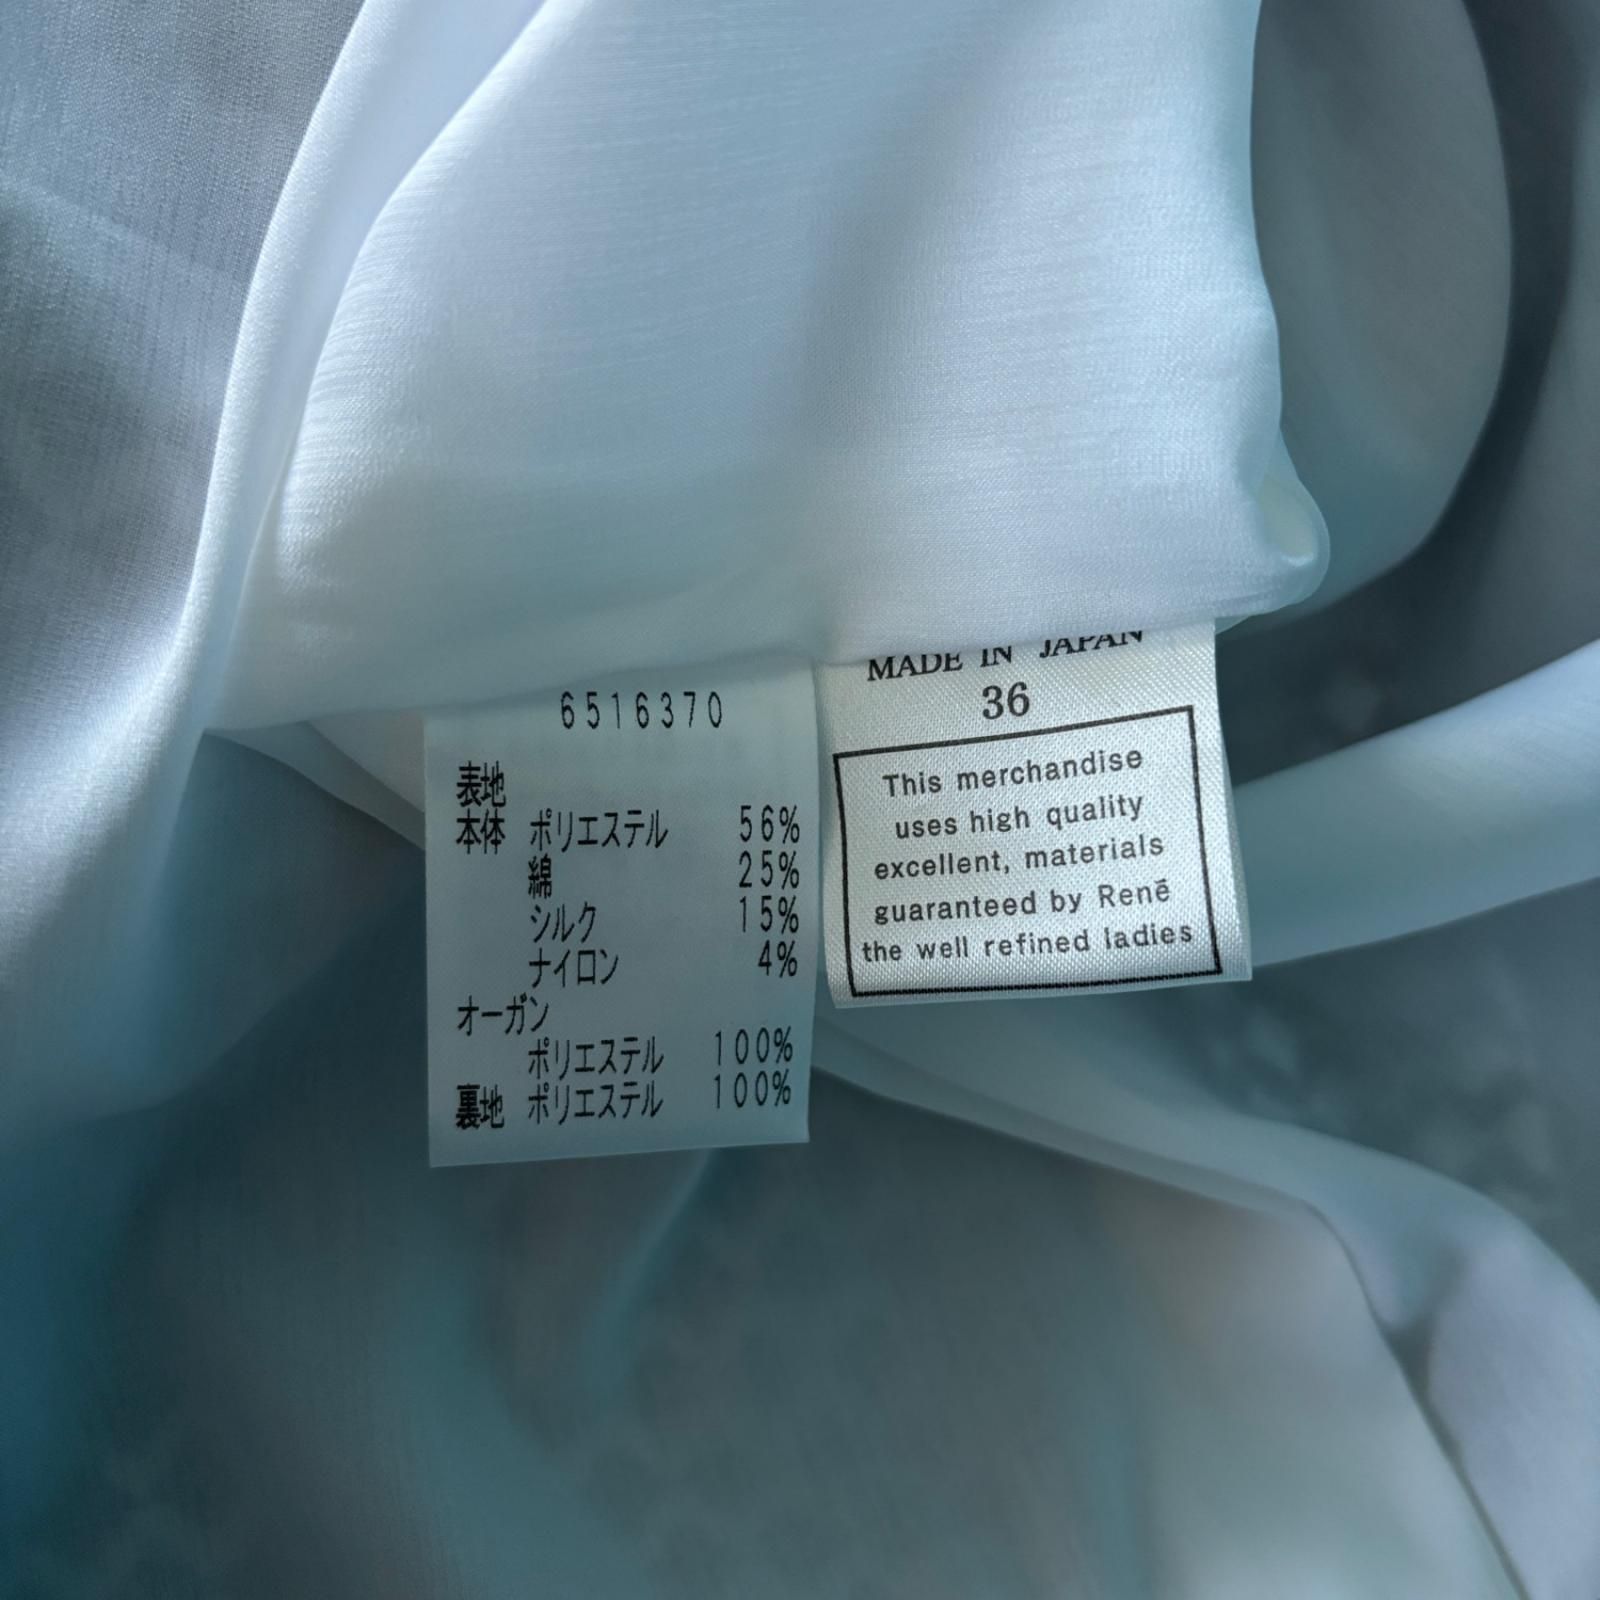 6516370
表地
本体 ポリエステル 56%
綿 25%
シルク 15%
ナイロン 4%
オーガン
ポリエステル 100%
裏地 ポリエステル 100%
MADE IN JAPAN
36
This merchandise
uses high quality
excellent, materials
guaranteed by Renē
the well refined ladies